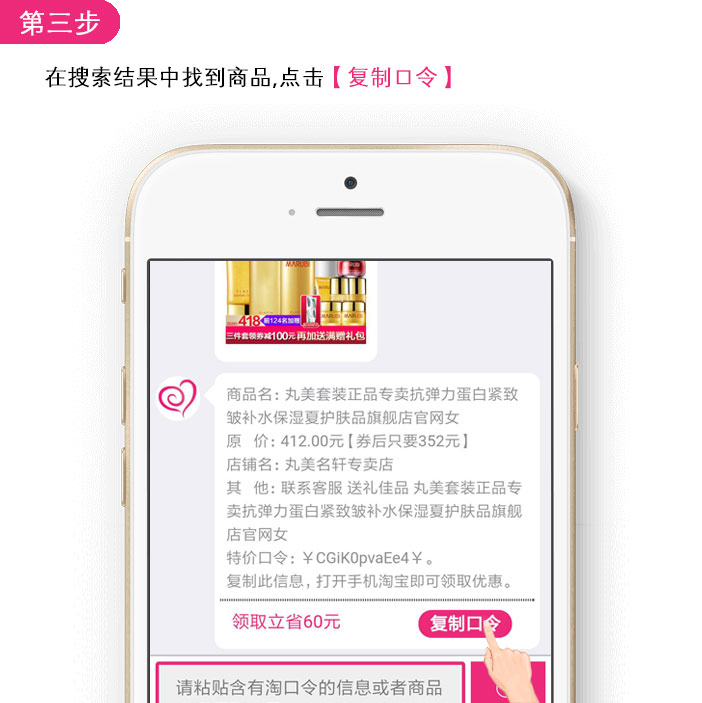 第三步
在搜索结果中找到商品,点击【复制口令】
MARUBI
418 前124名加赠
三件套领券减100元 再加送满赠礼包
商品名: 丸美套装正品专卖抗弹力蛋白紧致
皱补水保湿夏护肤品旗舰店官网女
原 价: 412.00元【券后只要352元】
店铺名: 丸美名轩专卖店
其 他: 联系客服 送礼佳品 丸美套装正品专
卖抗弹力蛋白紧致皱补水保湿夏护肤品旗舰
店官网女
特价口令: ￥CGiK0pvaEe4￥。
复制此信息, 打开手机淘宝即可领取优惠。
领取立省60元
复制口令
请粘贴含有淘口令的信息或者商品